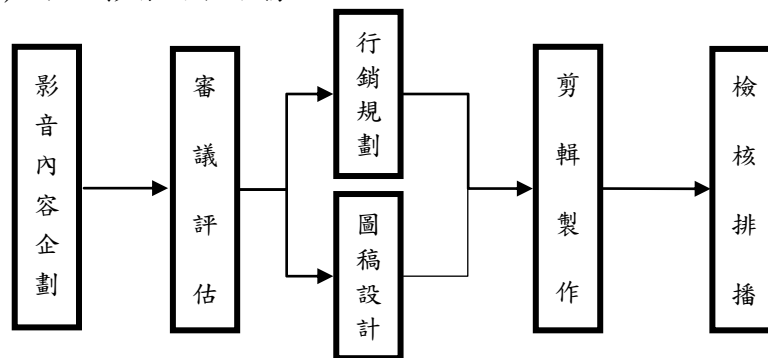 影音內容企劃
審議評估
行銷規劃
圖稿設計
剪輯製作
檢核排播